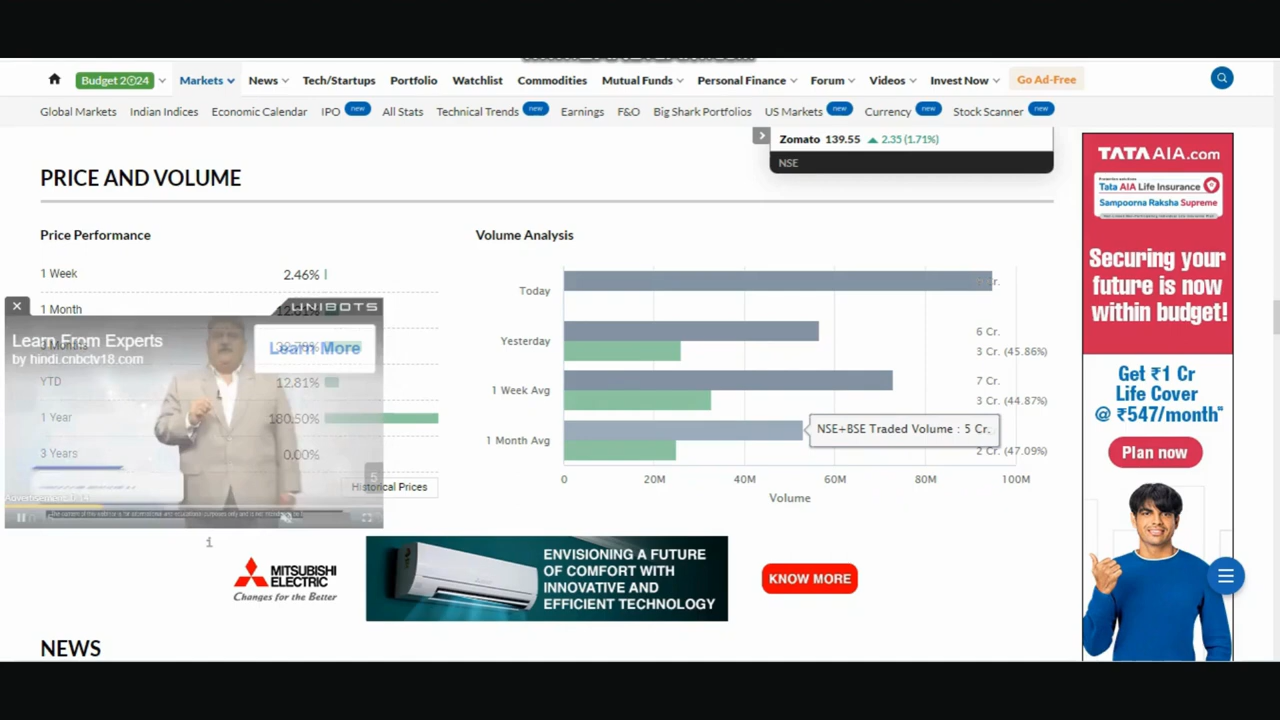 Budget 2024 Markets News Tech/Startups Portfolio Watchlist Commodities Mutual Funds Personal Finance Forum Videos Invest Now Go Ad-Free
Global Markets Indian Indices Economic Calendar IPO new All Stats Technical Trends new Earnings F&O Big Shark Portfolios US Markets new Currency new Stock Scanner new
Zomato 139.55 2.35 (1.71%)
NSE
PRICE AND VOLUME
Price Performance
1 Week 2.46%
1 Month 12.81%
UNIBOTS
Learn From Experts
by hindi.cnbctv18.com
Learn More
YTD 12.81%
1 Year 180.50%
3 Years 0.00%
Historical Prices
Volume Analysis
Today Cr.
Yesterday 6 Cr.
3 Cr. (45.86%)
1 Week Avg 7 Cr.
3 Cr. (44.87%)
1 Month Avg NSE+BSE Traded Volume : 5 Cr.
2 Cr. (47.09%)
0 20M 40M 60M 80M 100M
Volume
TATA AIA.com
Tata AIA Life Insurance
Sampoorna Raksha Supreme
Securing your
future is now
within budget!
Get ₹1 Cr
Life Cover
@ ₹547/month*
Plan now
MITSUBISHI
ELECTRIC
Changes for the Better
ENVISIONING A FUTURE
OF COMFORT WITH
INNOVATIVE AND
EFFICIENT TECHNOLOGY
KNOW MORE
NEWS